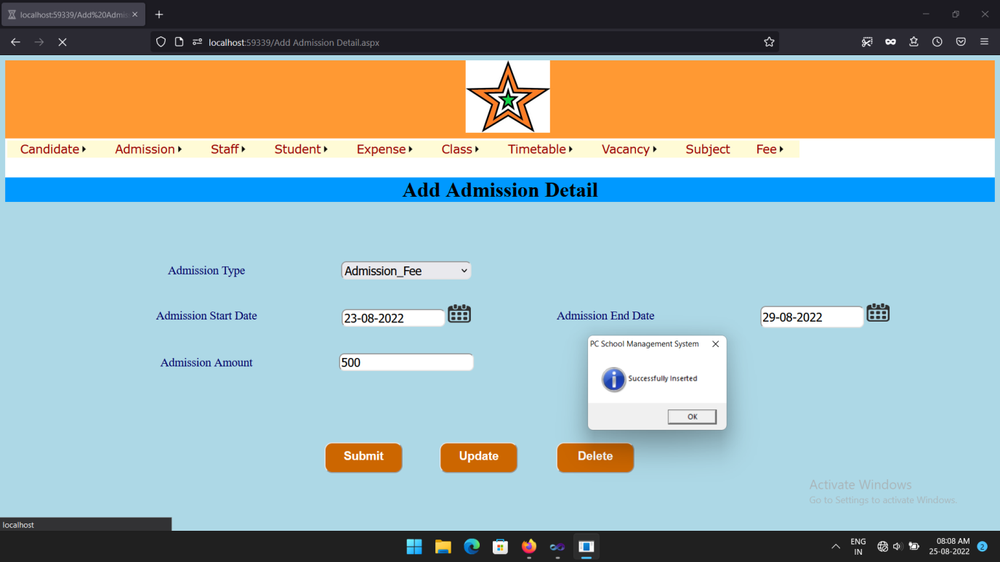 localhost:59339/Add%20Admis
localhost:59339/Add Admission Detail.aspx
Candidate Admission Staff Student Expense Class Timetable Vacancy Subject Fee
Add Admission Detail
Admission Type
Admission_Fee
Admission Start Date
23-08-2022
Admission End Date
29-08-2022
PC School Management System
Successfully Inserted
OK
Admission Amount
500
Submit
Update
Delete
Activate Windows
Go to Settings to activate Windows.
localhost
ENG
IN
08:08 AM
25-08-2022
2